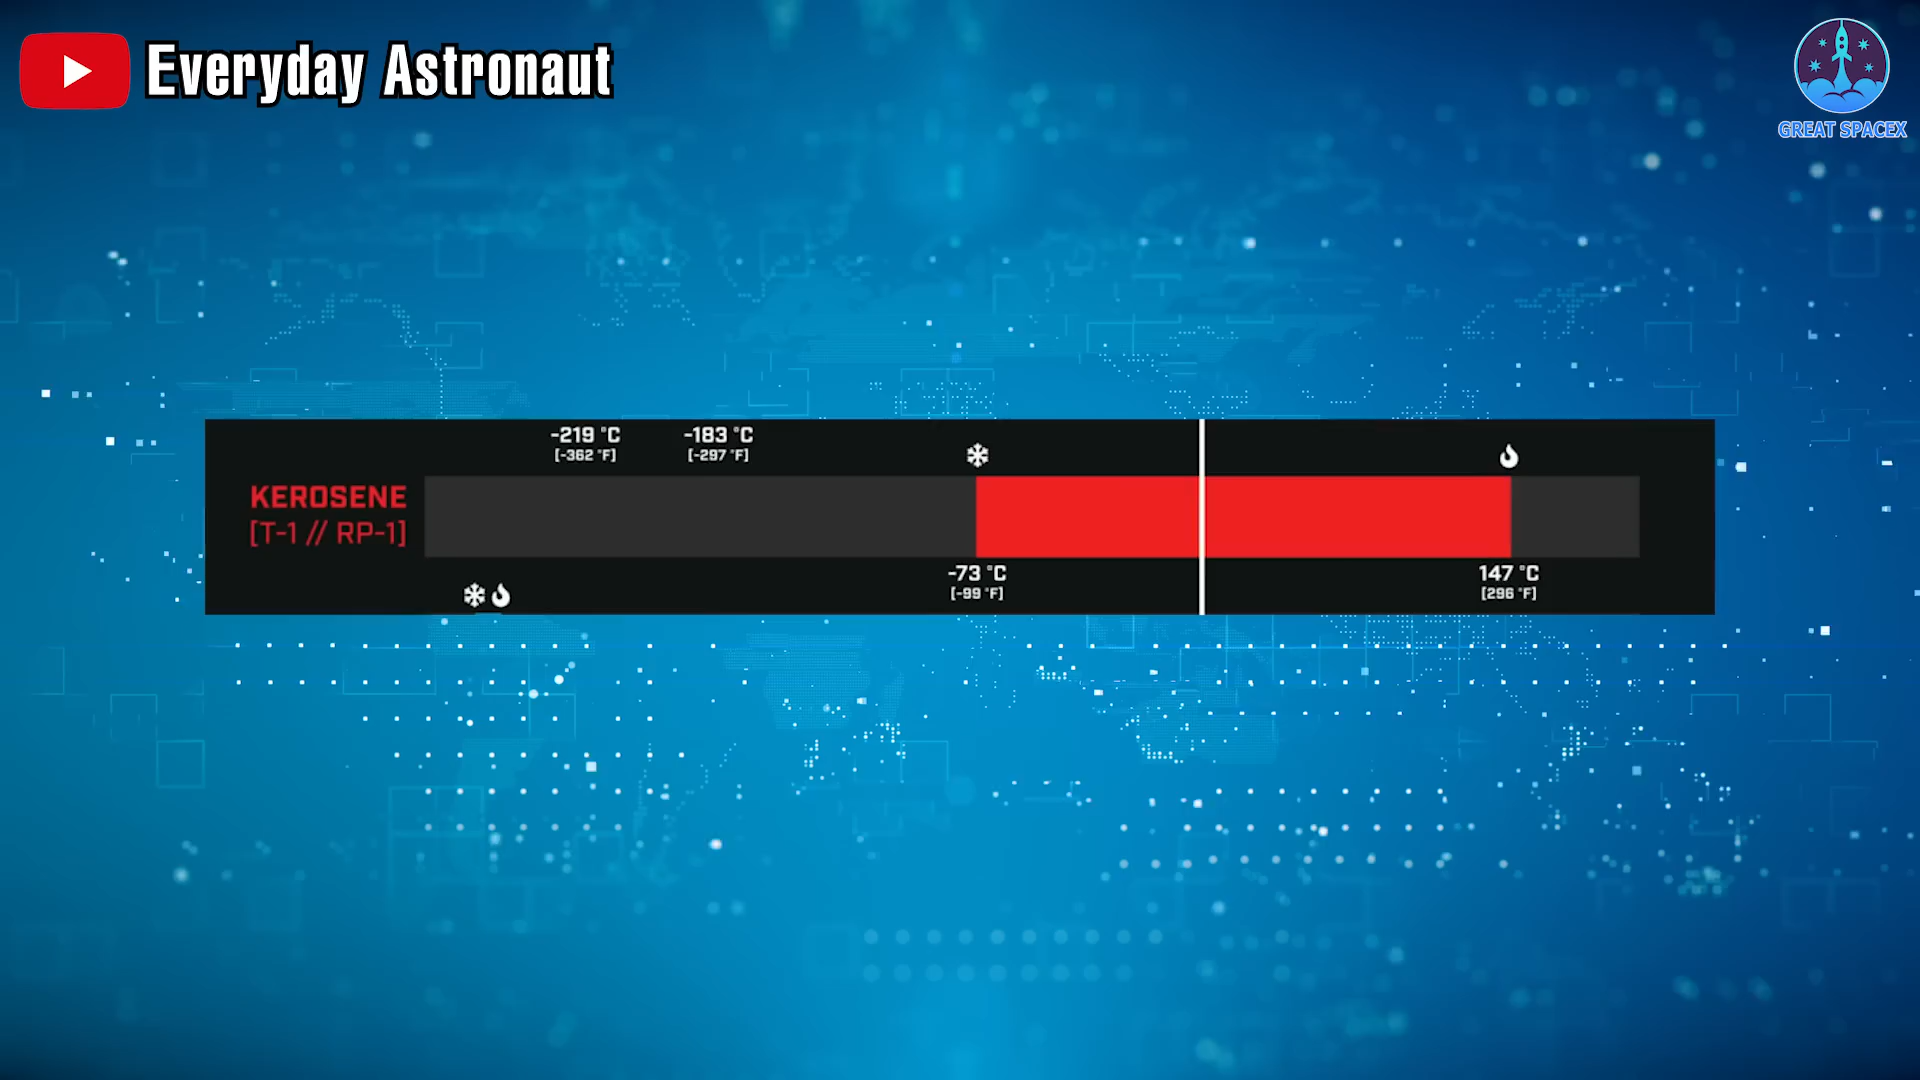 Everyday Astronaut
GREAT SPACEX
-219 °C
[-362 °F]
-183 °C
[-297 °F]
KEROSENE
[T-1 // RP-1]
-73 °C
[-99 °F]
147 °C
[296 °F]